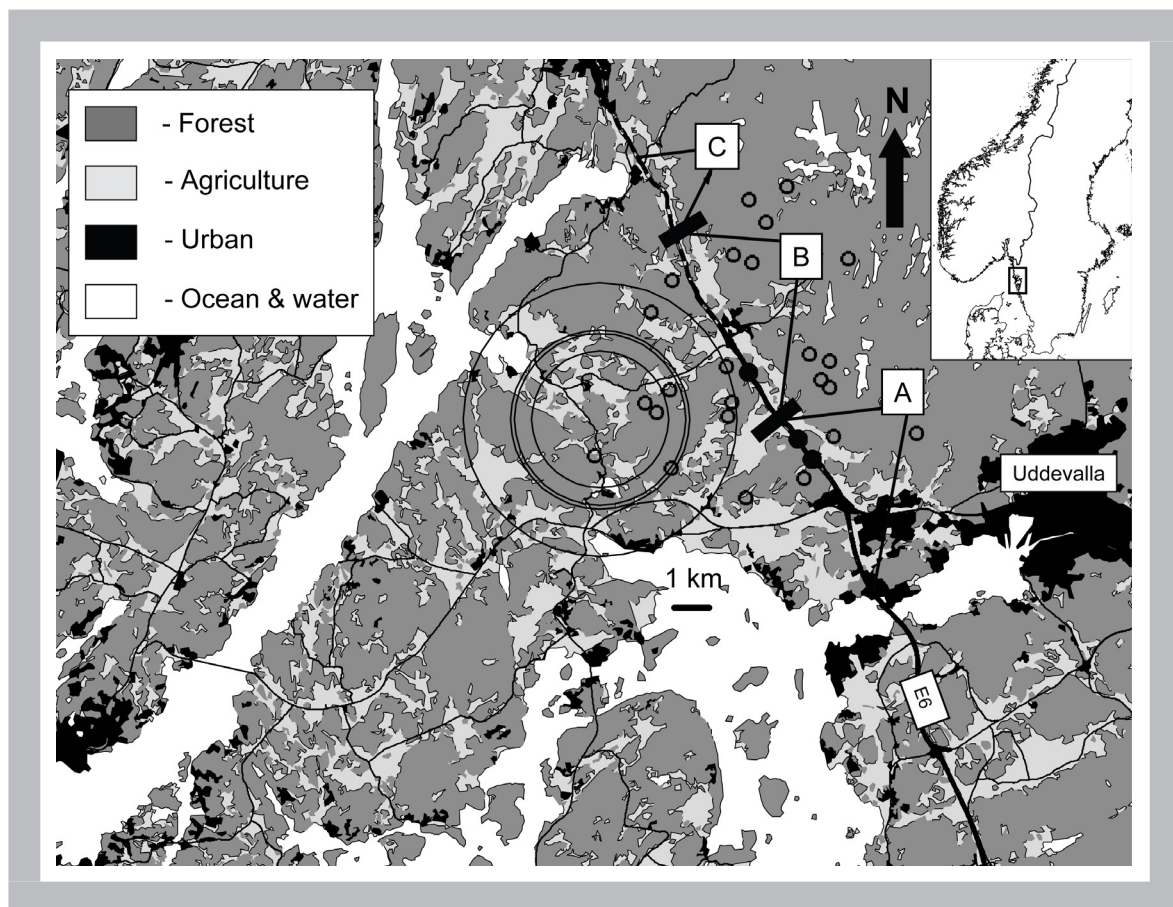 - Forest
- Agriculture
- Urban
- Ocean & water
N
C
B
A
Uddevalla
1 km
E6